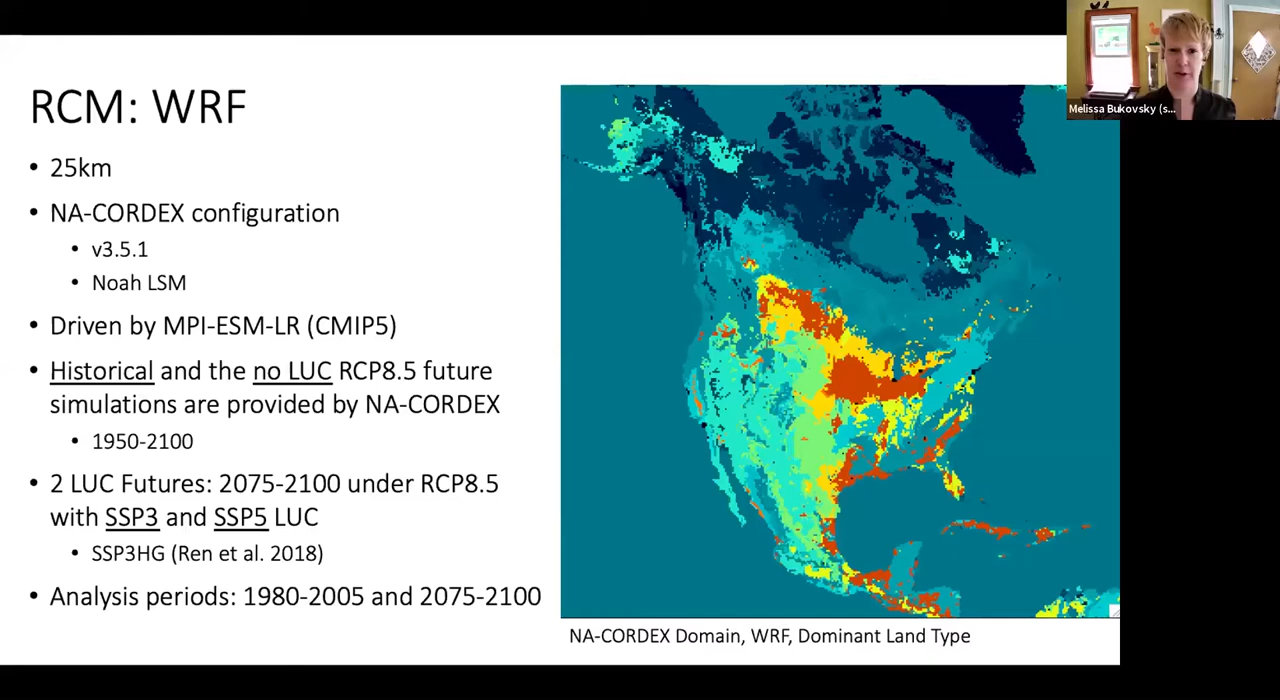 RCM: WRF
• 25km
• NA-CORDEX configuration
• v3.5.1
• Noah LSM
• Driven by MPI-ESM-LR (CMIP5)
• Historical and the no LUC RCP8.5 future
simulations are provided by NA-CORDEX
• 1950-2100
• 2 LUC Futures: 2075-2100 under RCP8.5
with SSP3 and SSP5 LUC
• SSP3HG (Ren et al. 2018)
• Analysis periods: 1980-2005 and 2075-2100
NA-CORDEX Domain, WRF, Dominant Land Type
Melissa Bukovsky (s...